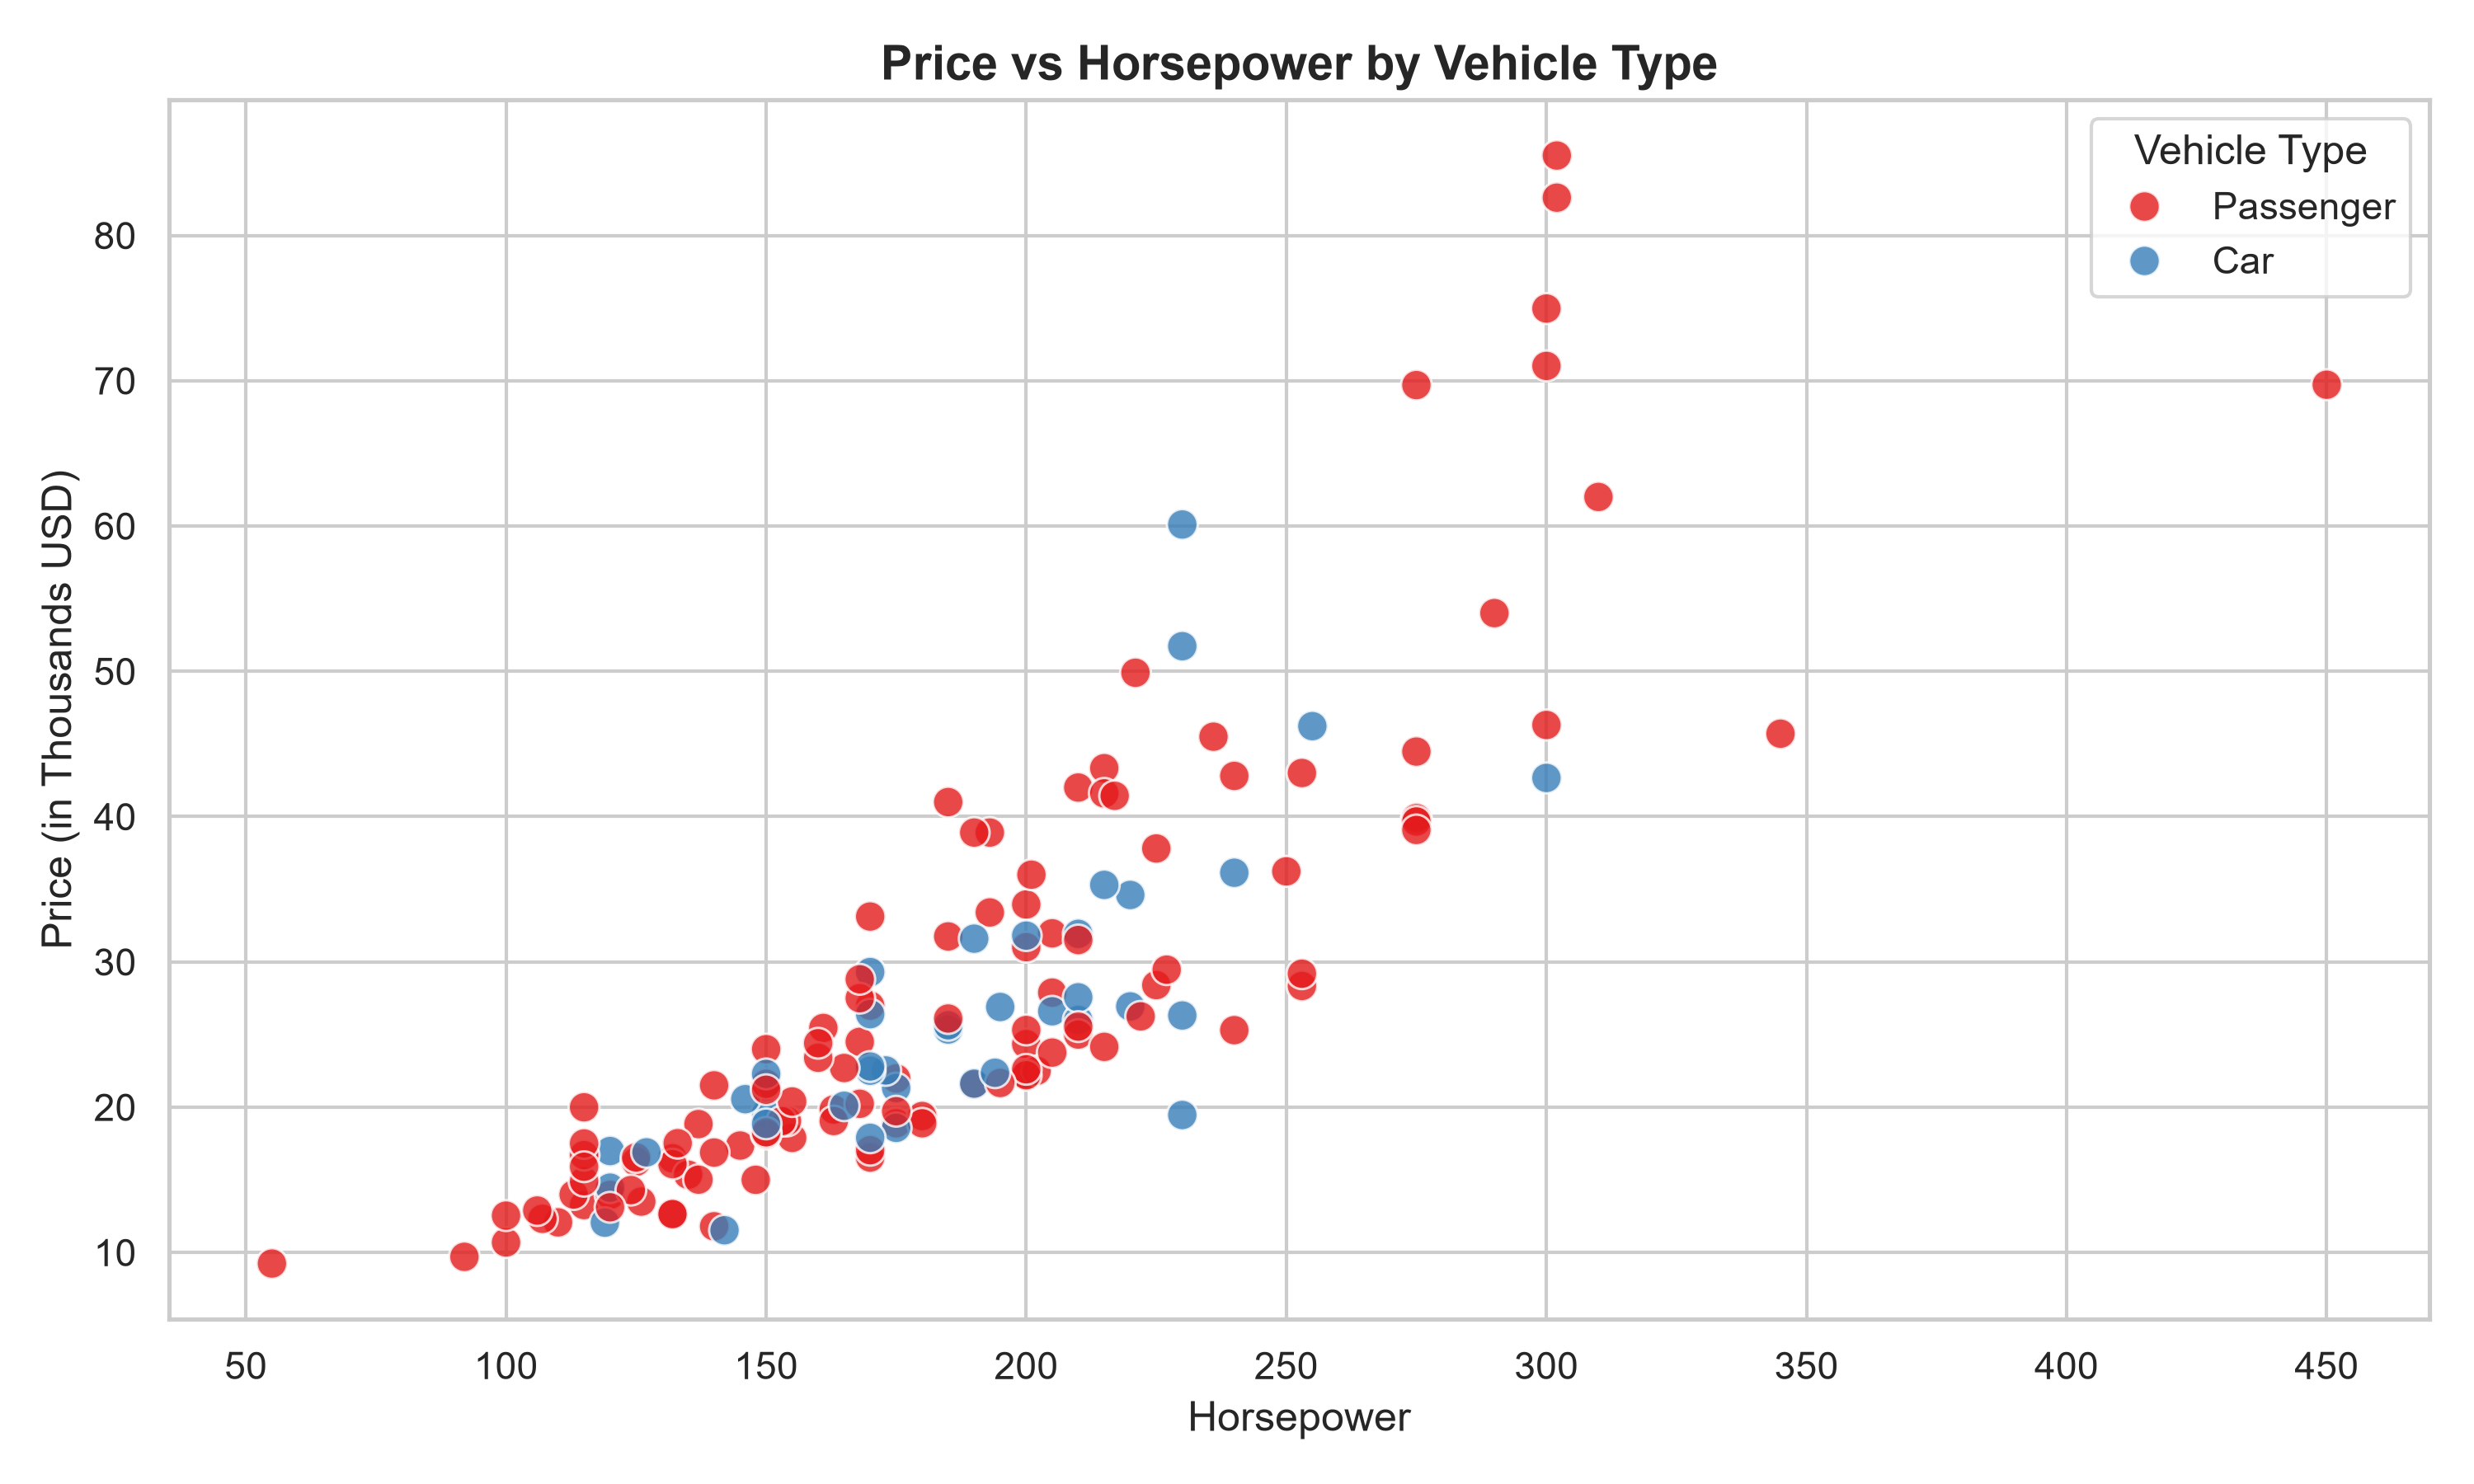 Price vs Horsepower by Vehicle Type
Vehicle Type
Passenger
Car
Price (in Thousands USD)
80
70
60
50
40
30
20
10
50 100 150 200 250 300 350 400 450
Horsepower